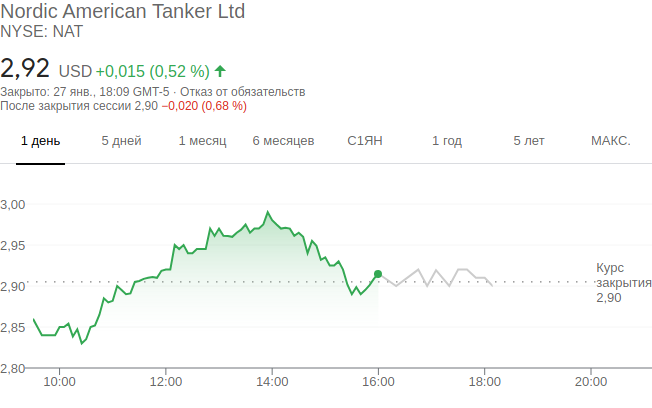 Nordic American Tanker Ltd
NYSE: NAT
2,92 USD +0,015 (0,52 %)
Закрыто: 27 янв., 18:09 GMT-5 · Отказ от обязательств
После закрытия сессии 2,90 −0,020 (0,68 %)
1 день 5 дней 1 месяц 6 месяцев С1ЯН 1 год 5 лет МАКС.
3,00
2,95
Курс
закрытия
2,90
2,90
2,85
2,80
10:00 12:00 14:00 16:00 18:00 20:00